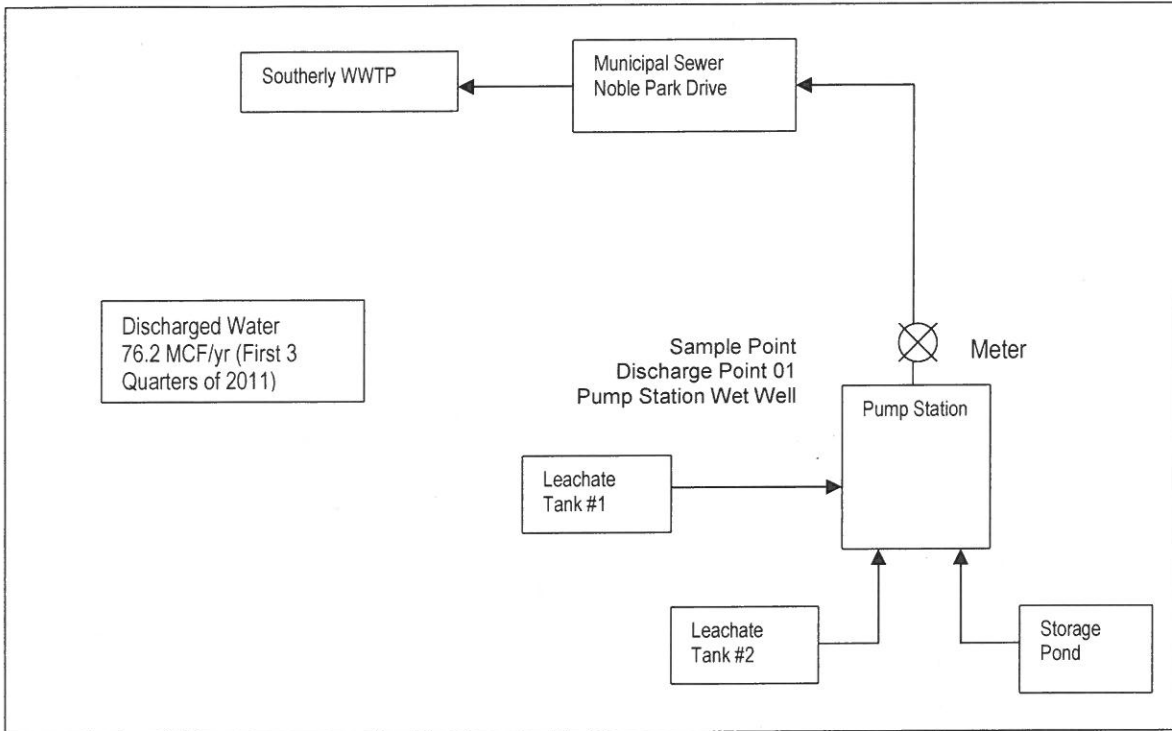 Southerly WWTP
Municipal Sewer
Noble Park Drive
Discharged Water
76.2 MCF/yr (First 3
Quarters of 2011)
Sample Point
Discharge Point 01
Pump Station Wet Well
Meter
Pump Station
Leachate
Tank #1
Leachate
Tank #2
Storage
Pond